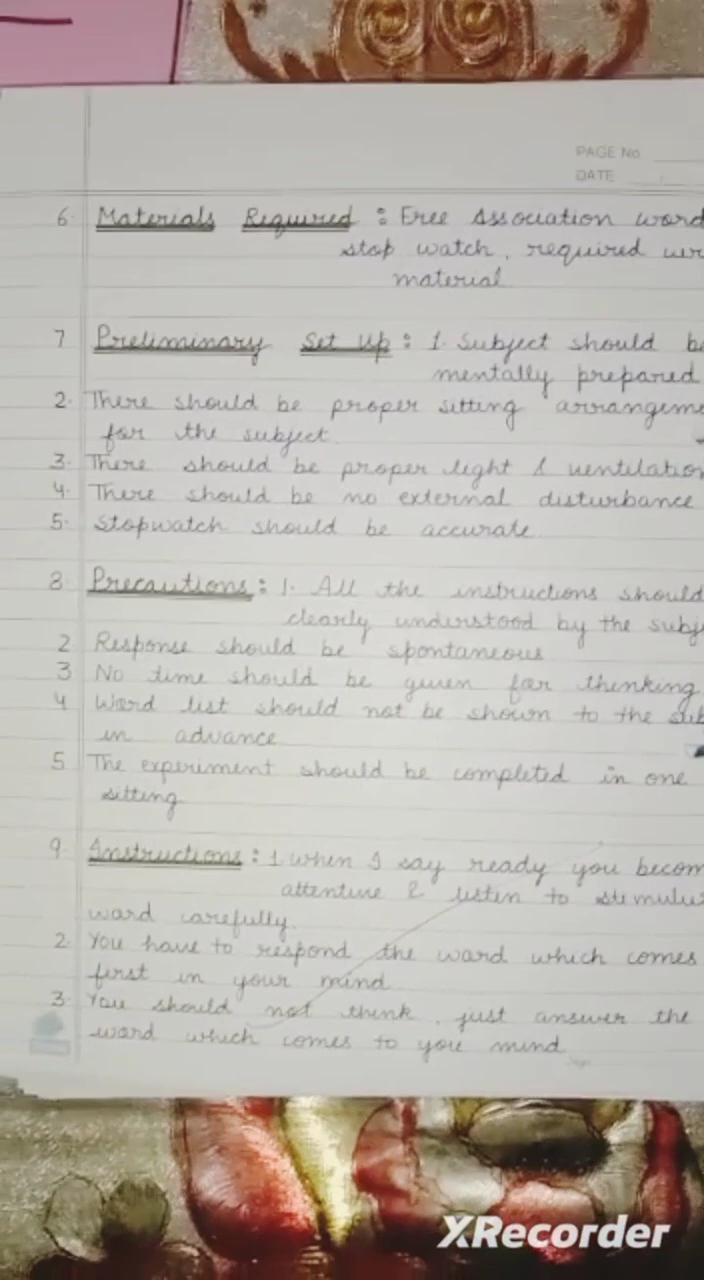 PAGE No.
DATE
6. Materials Required : Free Association word
stop watch, required wr
material
7 Preliminary Set Up : 1. Subject should be
mentally prepared
2. There should be proper sitting arrangeme
for the subject.
3. There should be proper light & ventilation
4. There should be no external disturbance
5. Stopwatch should be accurate.
8 Precautions : 1. All the instructions should
clearly understood by the subje
2 Response should be spontaneous
3 No time should be given for thinking
4 Word list should not be shown to the sub
in advance
5 The experiment should be completed in one
sitting
9. Instructions : 1 when I say ready you becom
attentive & listen to stimulus
word carefully.
2. You have to respond the word which comes
first in your mind
3. You should not think, just answer the
word which comes to you mind
XRecorder